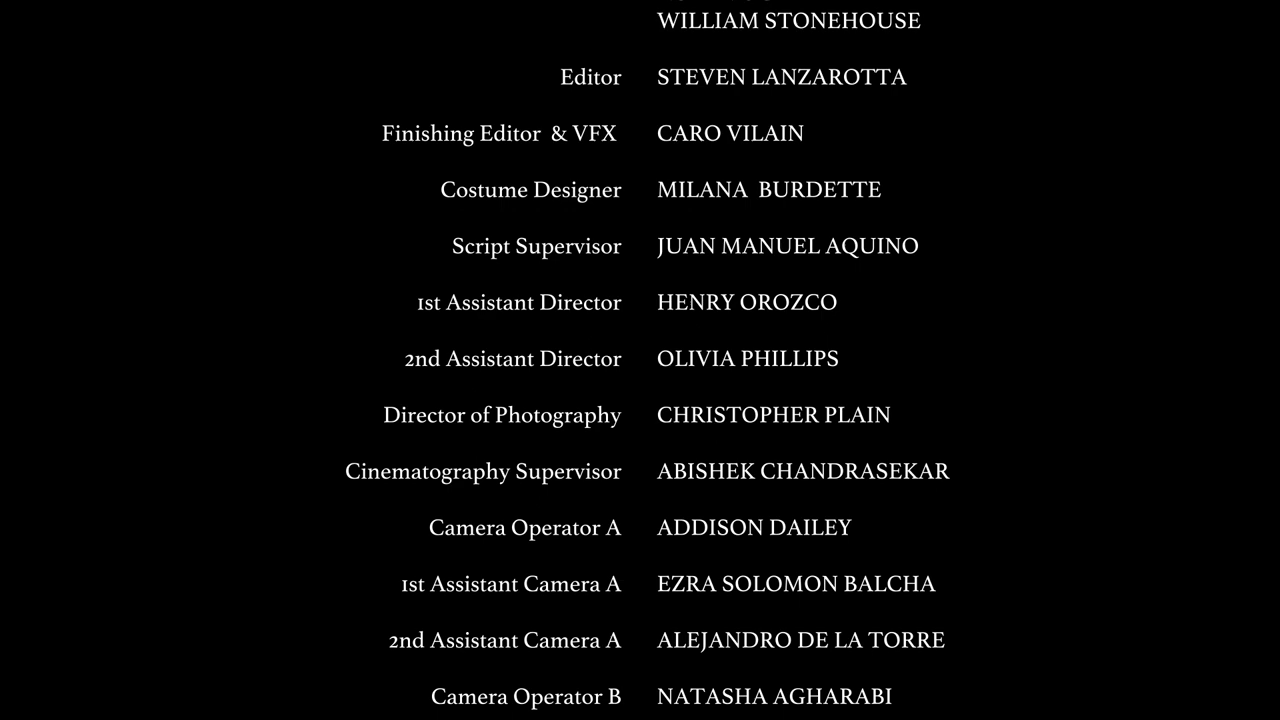 WILLIAM STONEHOUSE
Editor STEVEN LANZAROTTA
Finishing Editor & VFX CARO VILAIN
Costume Designer MILANA BURDETTE
Script Supervisor JUAN MANUEL AQUINO
1st Assistant Director HENRY OROZCO
2nd Assistant Director OLIVIA PHILLIPS
Director of Photography CHRISTOPHER PLAIN
Cinematography Supervisor ABISHEK CHANDRASEKAR
Camera Operator A ADDISON DAILEY
1st Assistant Camera A EZRA SOLOMON BALCHA
2nd Assistant Camera A ALEJANDRO DE LA TORRE
Camera Operator B NATASHA AGHARABI